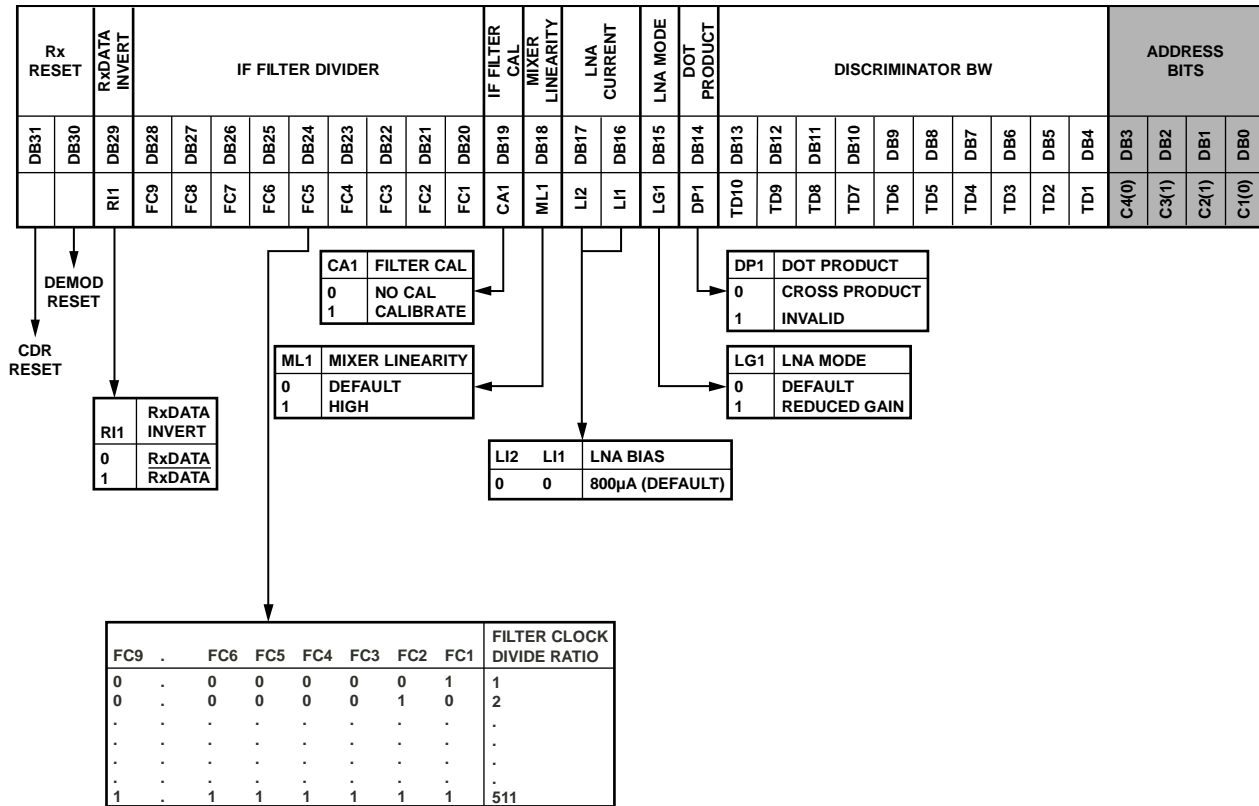 Rx
RESET
RxDATA
INVERT
IF FILTER DIVIDER
IF FILTER
CAL
MIXER
LINEARITY
LNA
CURRENT
LNA MODE
DOT
PRODUCT
DISCRIMINATOR BW
ADDRESS
BITS
DB31 DB30 DB29 DB28 DB27 DB26 DB25 DB24 DB23 DB22 DB21 DB20 DB19 DB18 DB17 DB16 DB15 DB14 DB13 DB12 DB11 DB10 DB9 DB8 DB7 DB6 DB5 DB4 DB3 DB2 DB1 DB0
RI1 FC9 FC8 FC7 FC6 FC5 FC4 FC3 FC2 FC1 CA1 ML1 LI2 LI1 LG1 DP1 TD10 TD9 TD8 TD7 TD6 TD5 TD4 TD3 TD2 TD1 C4(0) C3(1) C2(1) C1(0)
DEMOD
RESET
CDR
RESET
CA1 FILTER CAL
0 NO CAL
1 CALIBRATE
DP1 DOT PRODUCT
0 CROSS PRODUCT
1 INVALID
ML1 MIXER LINEARITY
0 DEFAULT
1 HIGH
LG1 LNA MODE
0 DEFAULT
1 REDUCED GAIN
RI1 RxDATA
INVERT
0 RxDATA
1 R̅x̅D̅A̅T̅A̅
LI2 LI1 LNA BIAS
0 0 800µA (DEFAULT)
FC9 . FC6 FC5 FC4 FC3 FC2 FC1 FILTER CLOCK
DIVIDE RATIO
0 . 0 0 0 0 0 1 1
0 . 0 0 0 0 1 0 2
. . . . . . . . .
. . . . . . . . .
. . . . . . . . .
. . . . . . . . .
1 . 1 1 1 1 1 1 511